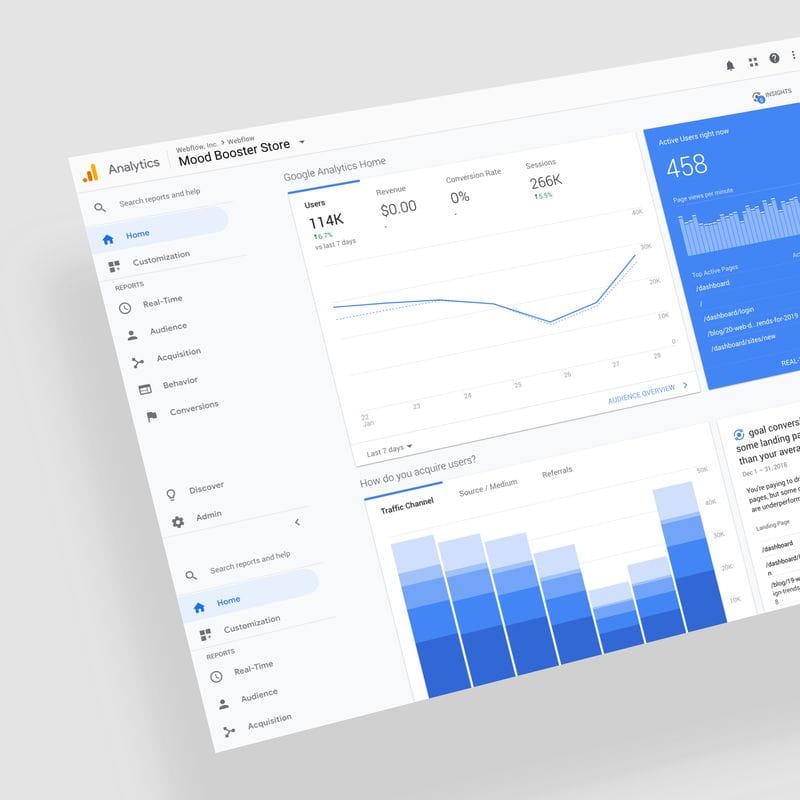 Analytics
Webflow, Inc. > Webflow
Mood Booster Store
INSIGHTS
Search reports and help
Home
Customization
REPORTS
Real-Time
Audience
Acquisition
Behavior
Conversions
Discover
Admin
Search reports and help
Home
Customization
REPORTS
Real-Time
Audience
Acquisition
Google Analytics Home
Users
114K
↑6.7%
vs last 7 days
Revenue
$0.00
-
Conversion Rate
0%
-
Sessions
266K
↑5.5%
40K
30K
20K
10K
0
22
Jan
23
24
25
26
27
28
Last 7 days
AUDIENCE OVERVIEW
Active Users right now
458
Page views per minute
Top Active Pages
/dashboard
/
/dashboard/login
/blog/20-web-d...rends-for-2019
/dashboard/sites/new
How do you acquire users?
Traffic Channel
Source / Medium
Referrals
50K
40K
30K
20K
10K
goal convers
some landing pa
than your avera
Dec 1 – 31, 2018
You're paying to dr
pages, but some o
are underperform
Landing Page
/dashboard
/dashboard/
n
/blog/19-w
ign-trends
8